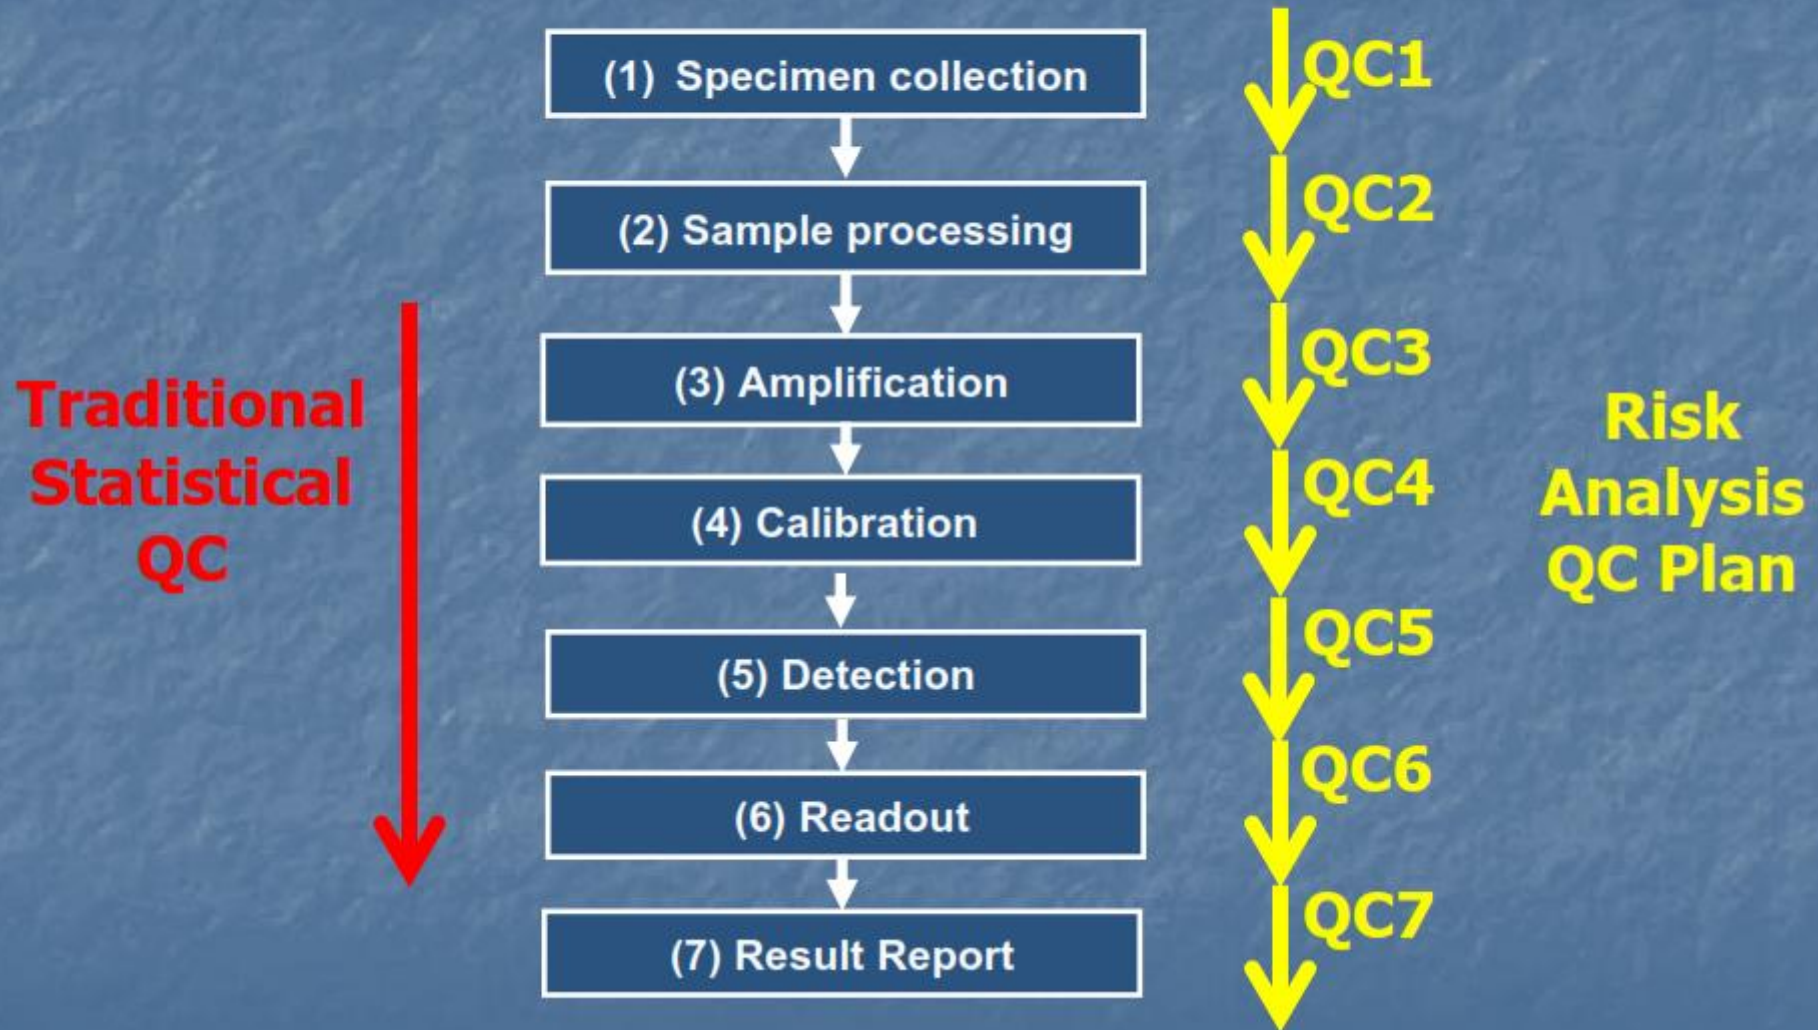 (1) Specimen collection
(2) Sample processing
(3) Amplification
(4) Calibration
(5) Detection
(6) Readout
(7) Result Report
Traditional
Statistical
QC
QC1
QC2
QC3
QC4
QC5
QC6
QC7
Risk
Analysis
QC Plan